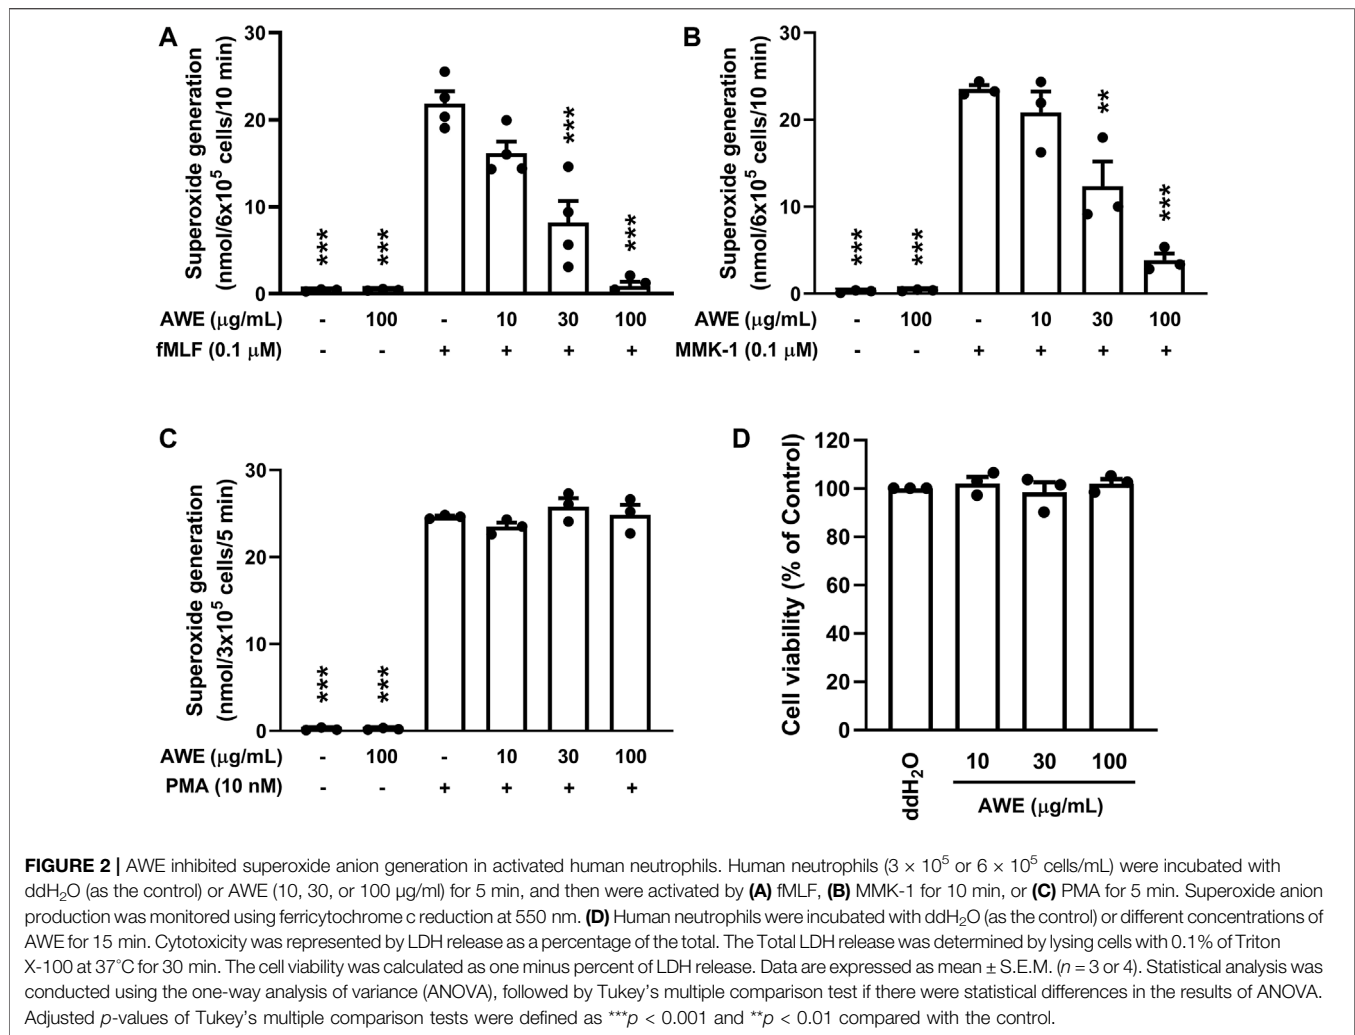 A
Superoxide generation
(nmol/6x10⁵ cells/10 min)
30
20
10
0
***
***
***
***
AWE (μg/mL) - 100 - 10 30 100
fMLF (0.1 μM) - - + + + +
B
Superoxide generation
(nmol/6x10⁵ cells/10 min)
30
20
10
0
***
***
**
***
AWE (μg/mL) - 100 - 10 30 100
MMK-1 (0.1 μM) - - + + + +
C
Superoxide generation
(nmol/3x10⁵ cells/5 min)
30
20
10
0
***
***
AWE (μg/mL) - 100 - 10 30 100
PMA (10 nM) - - + + + +
D
Cell viability (% of Control)
120
100
80
60
40
20
0
ddH₂O 10 30 100
AWE (μg/mL)
FIGURE 2 | AWE inhibited superoxide anion generation in activated human neutrophils. Human neutrophils (3 × 10⁵ or 6 × 10⁵ cells/mL) were incubated with
ddH₂O (as the control) or AWE (10, 30, or 100 μg/ml) for 5 min, and then were activated by (A) fMLF, (B) MMK-1 for 10 min, or (C) PMA for 5 min. Superoxide anion
production was monitored using ferricytochrome c reduction at 550 nm. (D) Human neutrophils were incubated with ddH₂O (as the control) or different concentrations of
AWE for 15 min. Cytotoxicity was represented by LDH release as a percentage of the total. The Total LDH release was determined by lysing cells with 0.1% of Triton
X-100 at 37°C for 30 min. The cell viability was calculated as one minus percent of LDH release. Data are expressed as mean ± S.E.M. (n = 3 or 4). Statistical analysis was
conducted using the one-way analysis of variance (ANOVA), followed by Tukey's multiple comparison test if there were statistical differences in the results of ANOVA.
Adjusted p-values of Tukey's multiple comparison tests were defined as ***p < 0.001 and **p < 0.01 compared with the control.